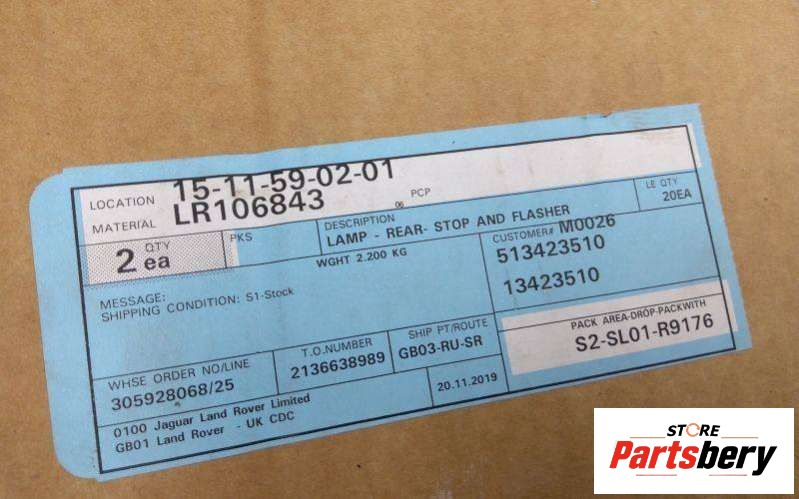 LOCATION 15-11-59-02-01
MATERIAL LR106843 06 PCP
QTY 2 ea
PKS
DESCRIPTION
LAMP - REAR- STOP AND FLASHER
LE QTY
20EA
WGHT 2.200 KG
CUSTOMER# M0026
513423510
13423510
MESSAGE:
SHIPPING CONDITION: S1-Stock
WHSE ORDER NO/LINE
305928068/25
T.O.NUMBER
2136638989
SHIP PT/ROUTE
GB03-RU-SR
PACK AREA-DROP-PACKWITH
S2-SL01-R9176
0100 Jaguar Land Rover Limited
GB01 Land Rover - UK CDC
20.11.2019
STORE
Partsbery